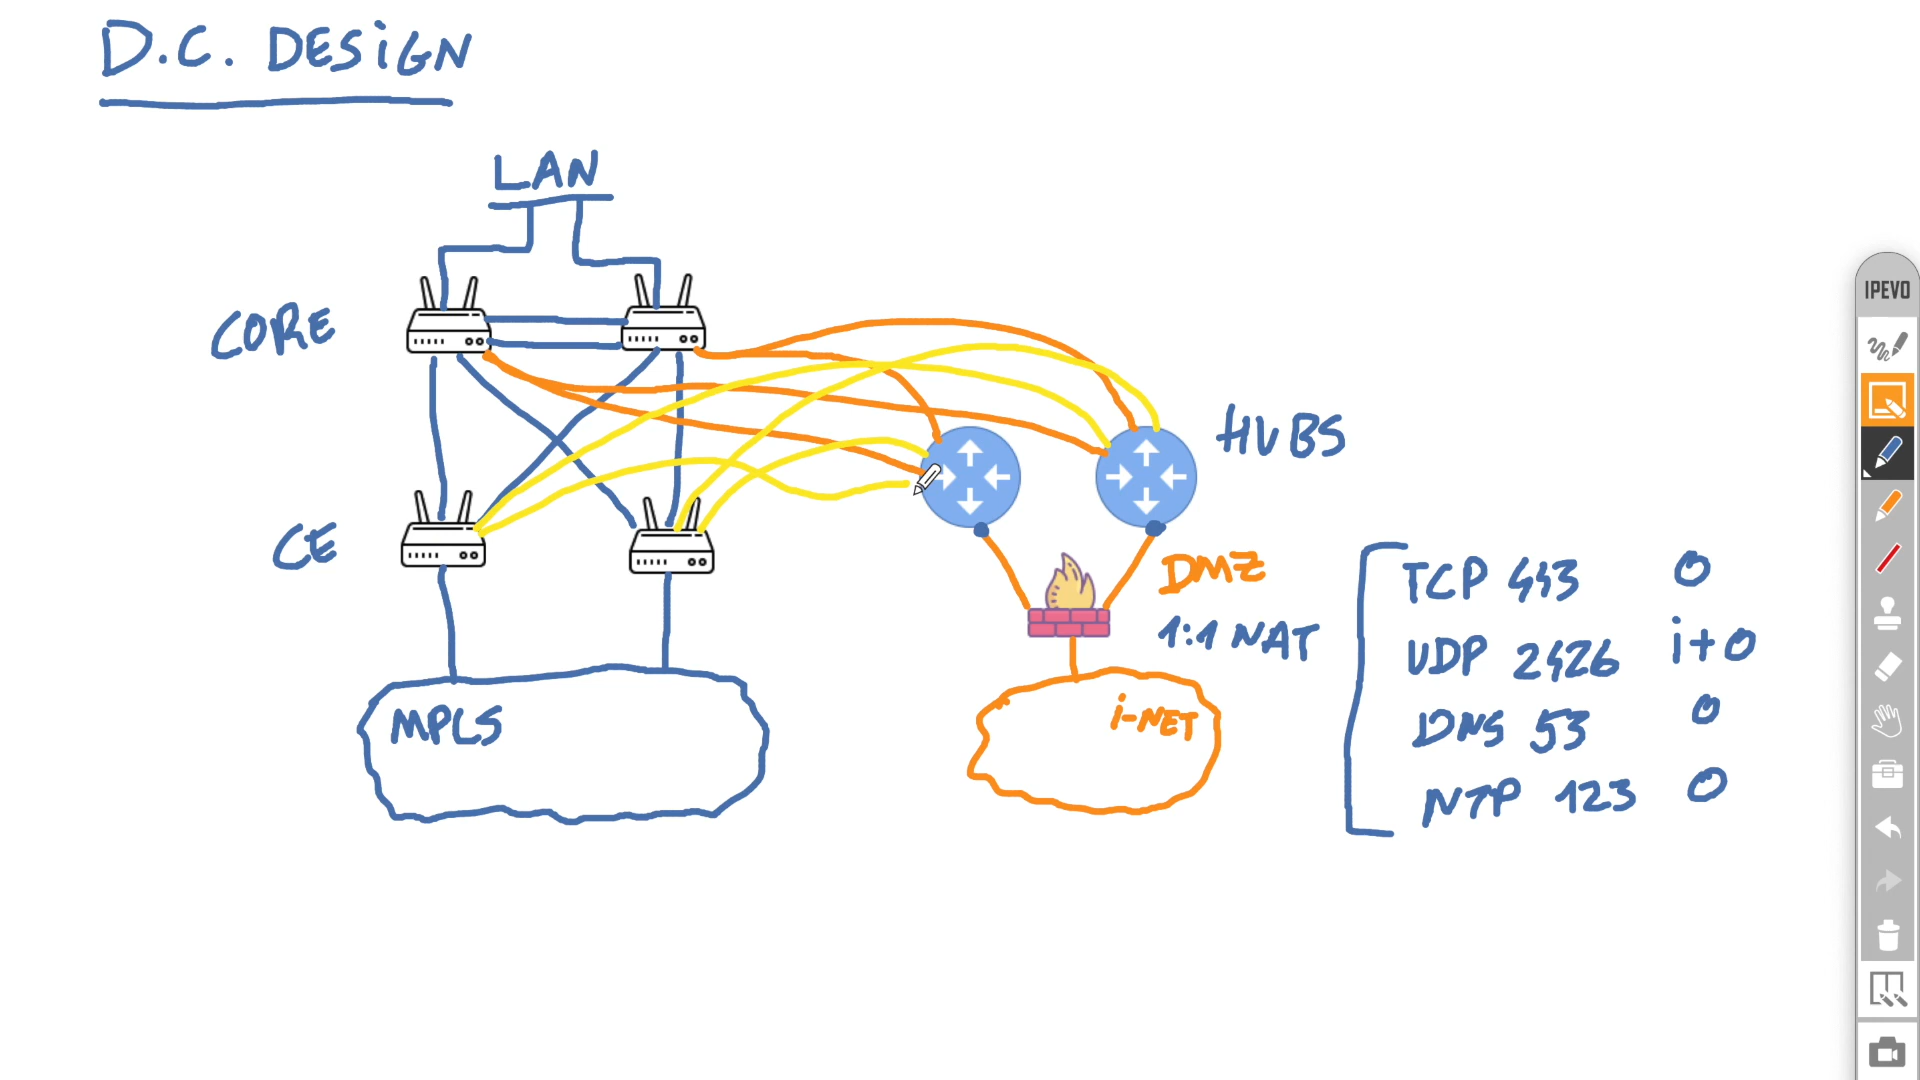 D.C. DESiGN
LAN
CORE
HUBS
CE
DMZ
1:1 NAT
MPLS
i-NET
TCP 443 O
UDP 2426 i+O
DNS 53 O
NTP 123 O
IPEVO